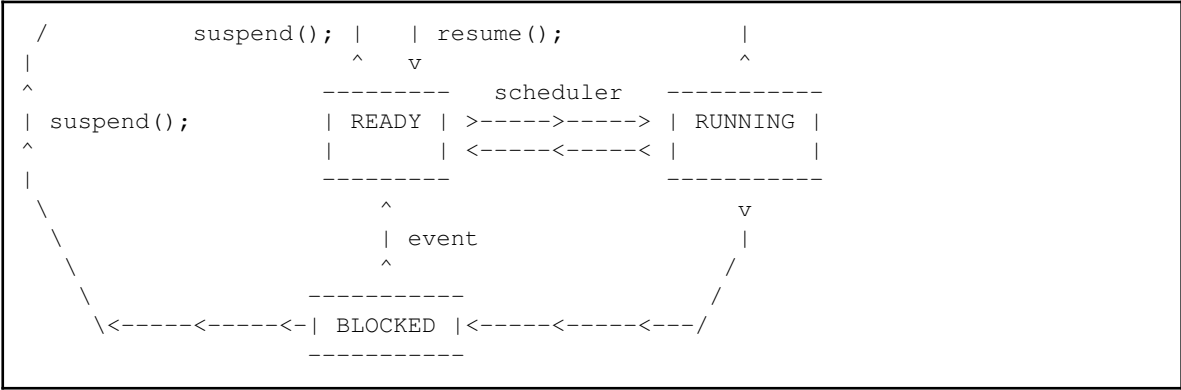 / suspend(); | | resume(); |
| ^ v ^
^ --------- scheduler -----------
| suspend(); | READY | >----->-----> | RUNNING |
^ | | <-----<-----< | |
| --------- -----------
\ ^ v
\ | event |
\ ^ /
\ ----------- /
\<-----<-----<-| BLOCKED |<-----<-----<---/
-----------